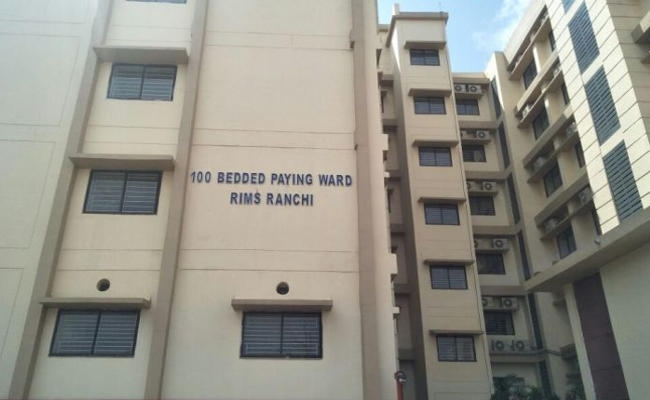 100 BEDDED PAYING WARD
RIMS RANCHI